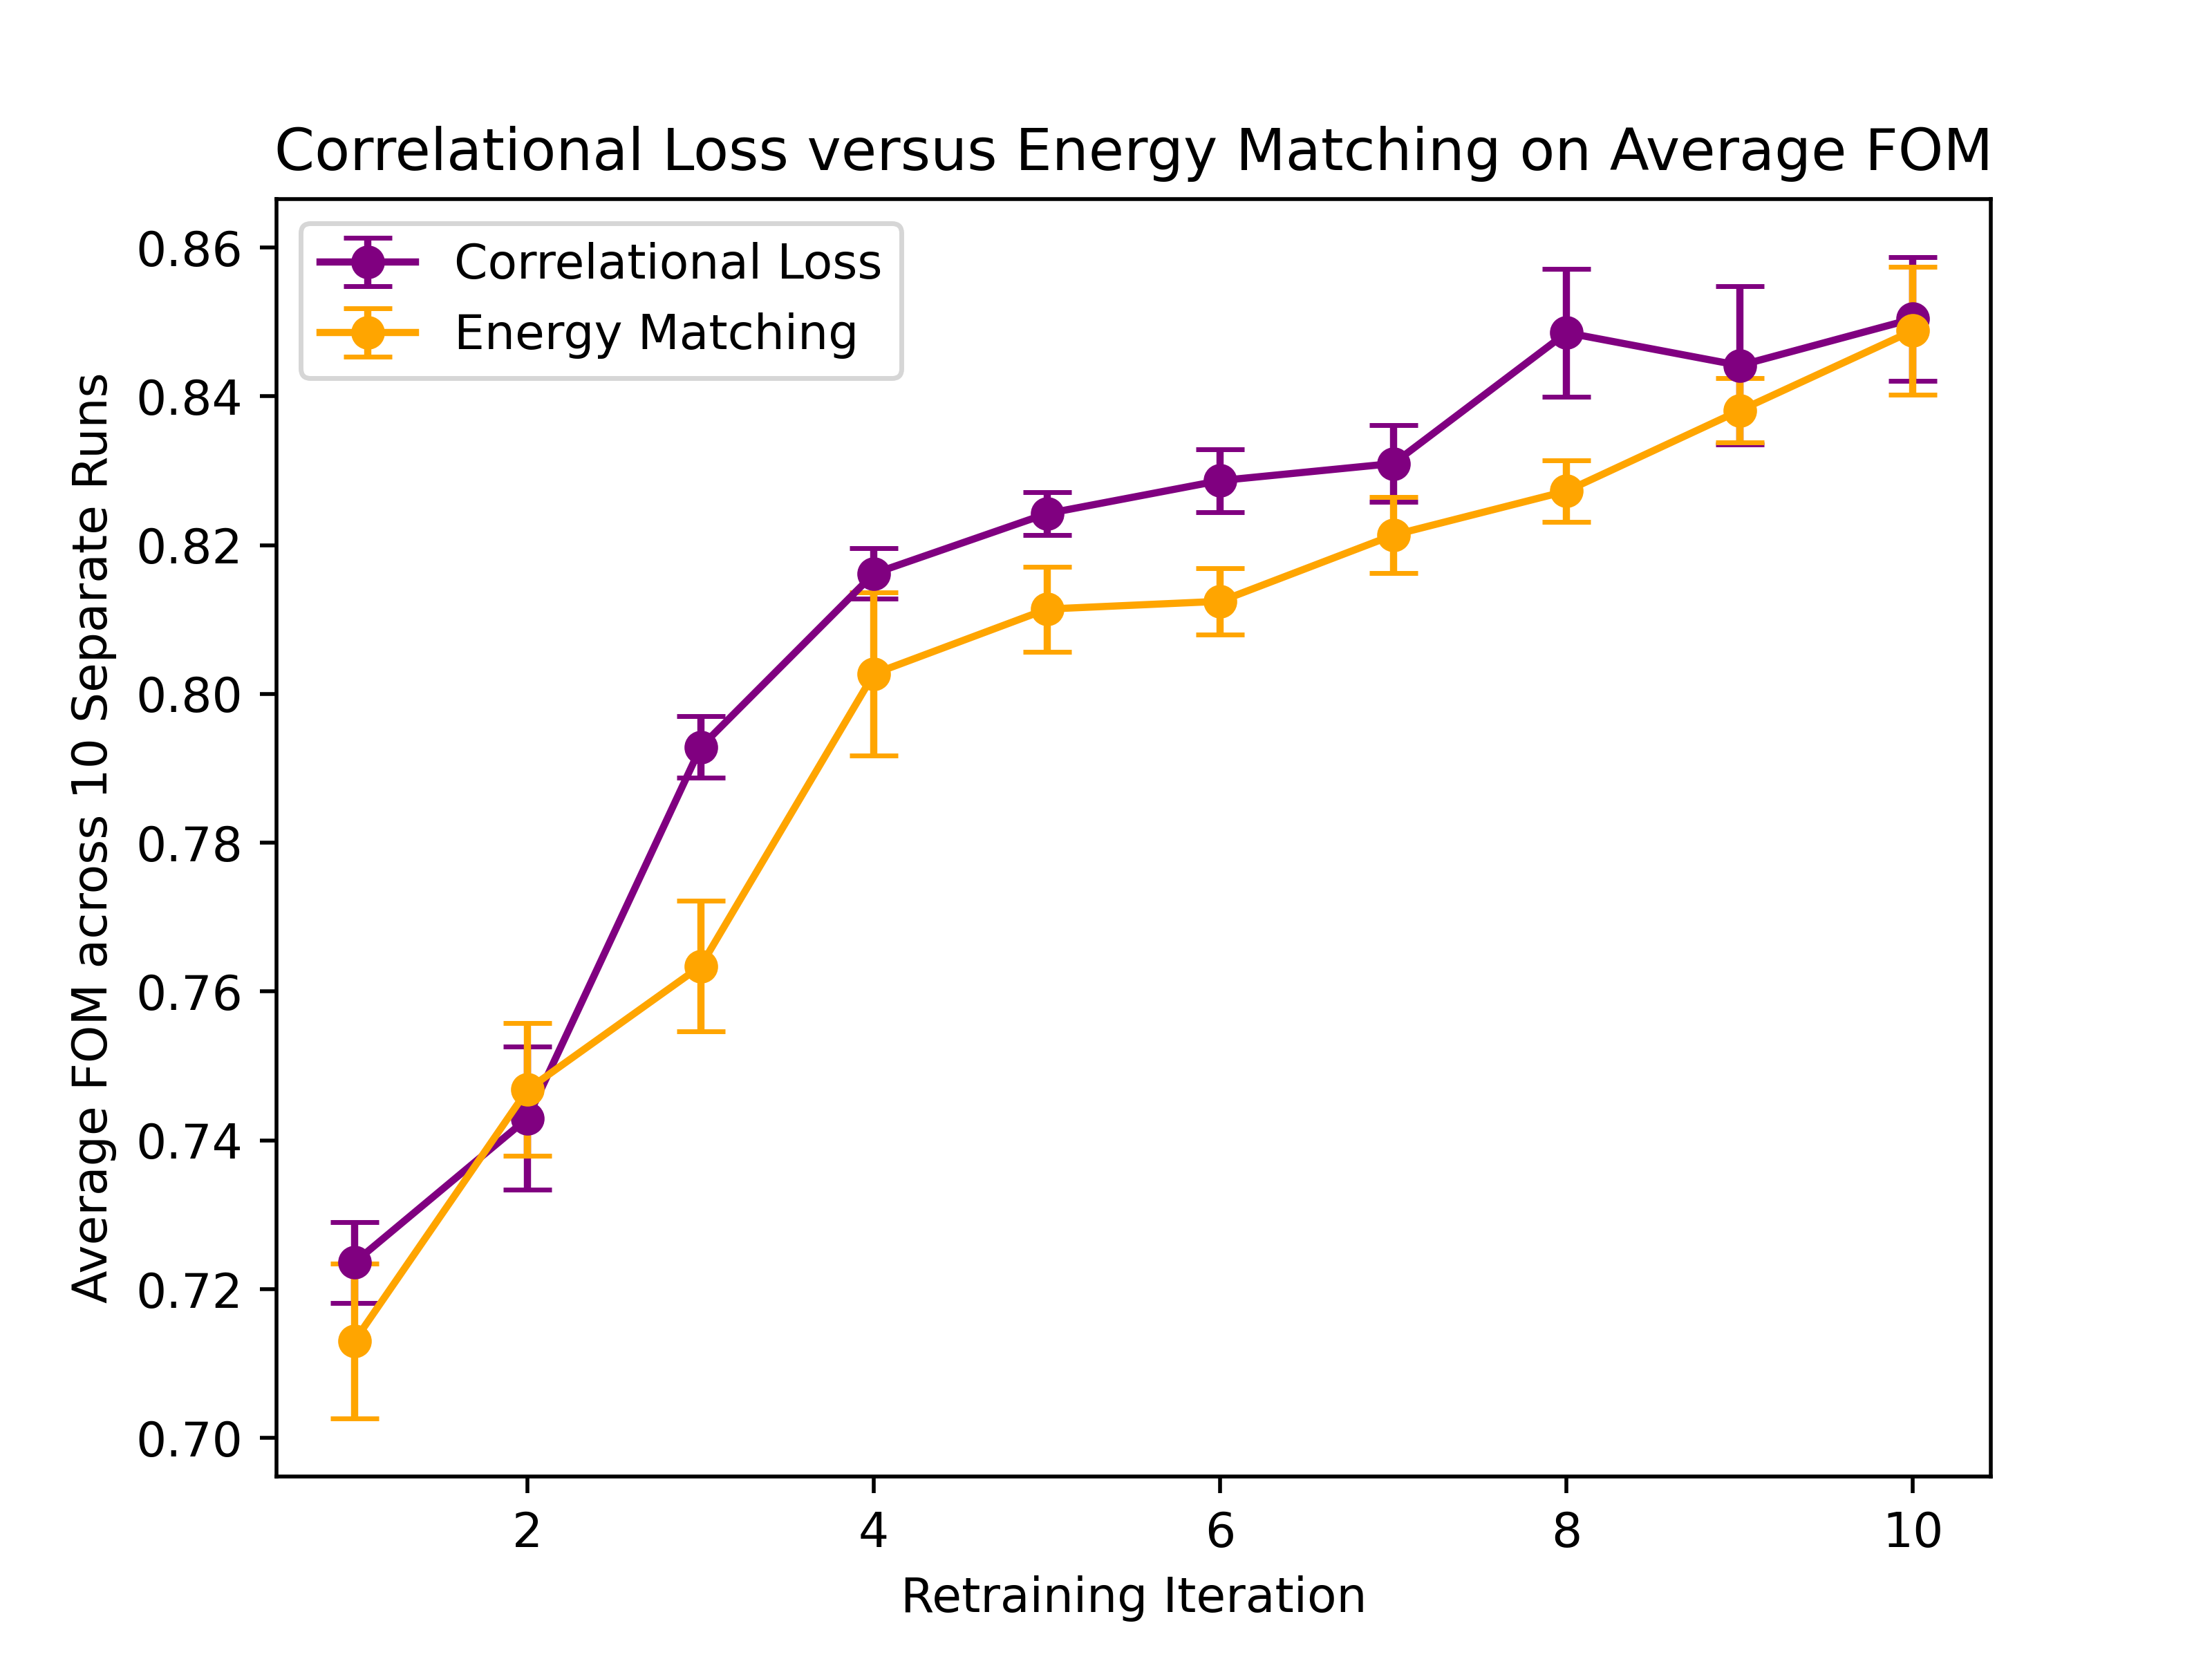 Correlational Loss versus Energy Matching on Average FOM
Correlational Loss
Energy Matching
Average FOM across 10 Separate Runs
0.86
0.84
0.82
0.80
0.78
0.76
0.74
0.72
0.70
2 4 6 8 10
Retraining Iteration